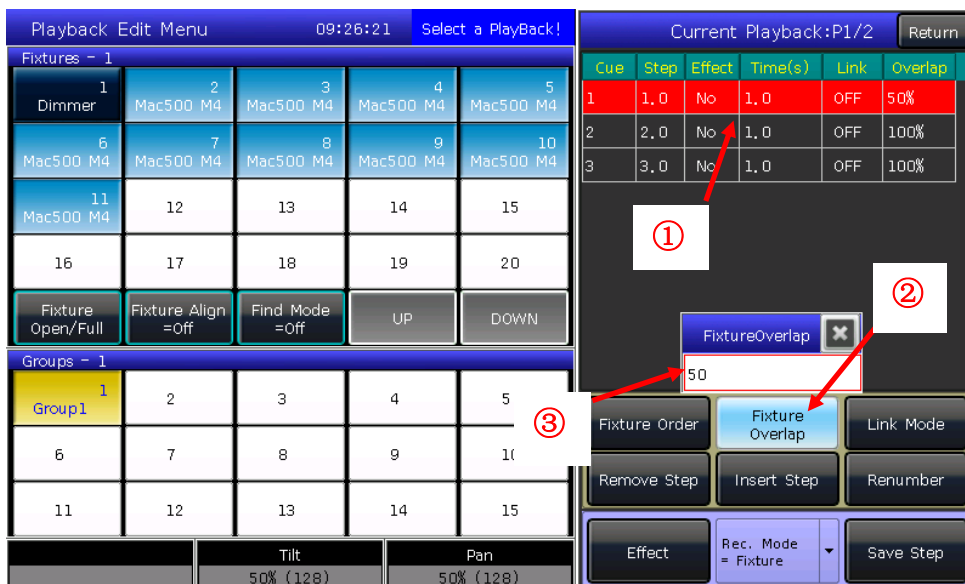 Playback Edit Menu 09:26:21 Select a PlayBack!
Fixtures - 1
1 2 3 4 5
Dimmer Mac500 M4 Mac500 M4 Mac500 M4 Mac500 M4
6 7 8 9 10
Mac500 M4 Mac500 M4 Mac500 M4 Mac500 M4 Mac500 M4
11
Mac500 M4 12 13 14 15
16 17 18 19 20
Fixture Fixture Align Find Mode
Open/Full =Off =Off UP DOWN
Groups - 1
1
Group1 2 3 4 5
6 7 8 9
11 12 13 14 15
Tilt Pan
50% (128) 50% (128)
Current Playback:P1/2 Return
Cue Step Effect Time(s) Link Overlap
1 1.0 No 1.0 OFF 50%
2 2.0 No 1.0 OFF 100%
3 3.0 No 1.0 OFF 100%
①
②
FixtureOverlap
50
③
Fixture Order Fixture Overlap Link Mode
Remove Step Insert Step Renumber
Effect Rec. Mode = Fixture Save Step